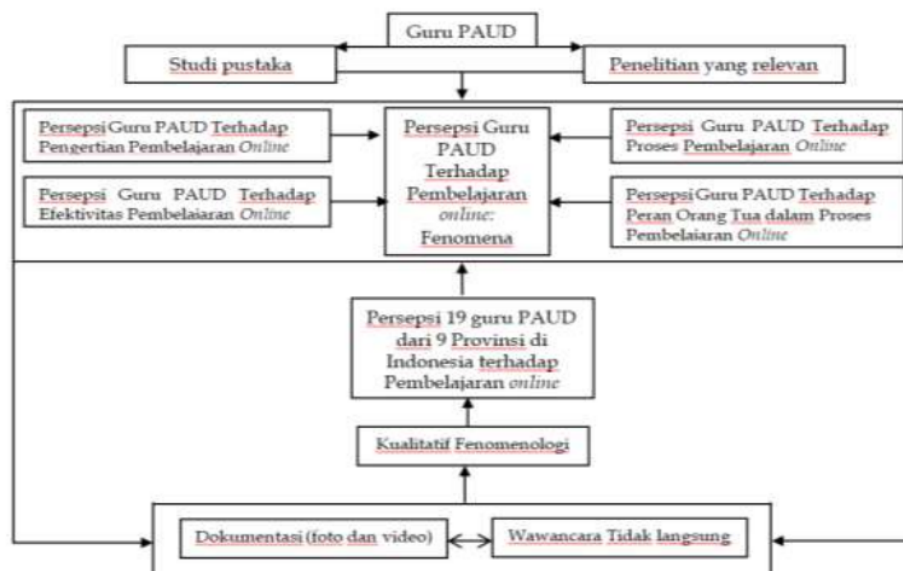 Guru PAUD
Studi pustaka
Penelitian yang relevan
Persepsi Guru PAUD Terhadap
Pengertian Pembelajaran Online
Persepsi Guru PAUD Terhadap
Efektivitas Pembelajaran Online
Persepsi Guru
PAUD
Terhadap
Pembelajaran
online:
Fenomena
Persepsi Guru PAUD Terhadap
Proses Pembelajaran Online
Persepsi Guru PAUD Terhadap
Peran Orang Tua dalam Proses
Pembelajaran Online
Persepsi 19 guru PAUD
dari 9 Provinsi di
Indonesia terhadap
Pembelajaran online
Kualitatif Fenomenologi
Dokumentasi (foto dan video)
Wawancara Tidak langsung